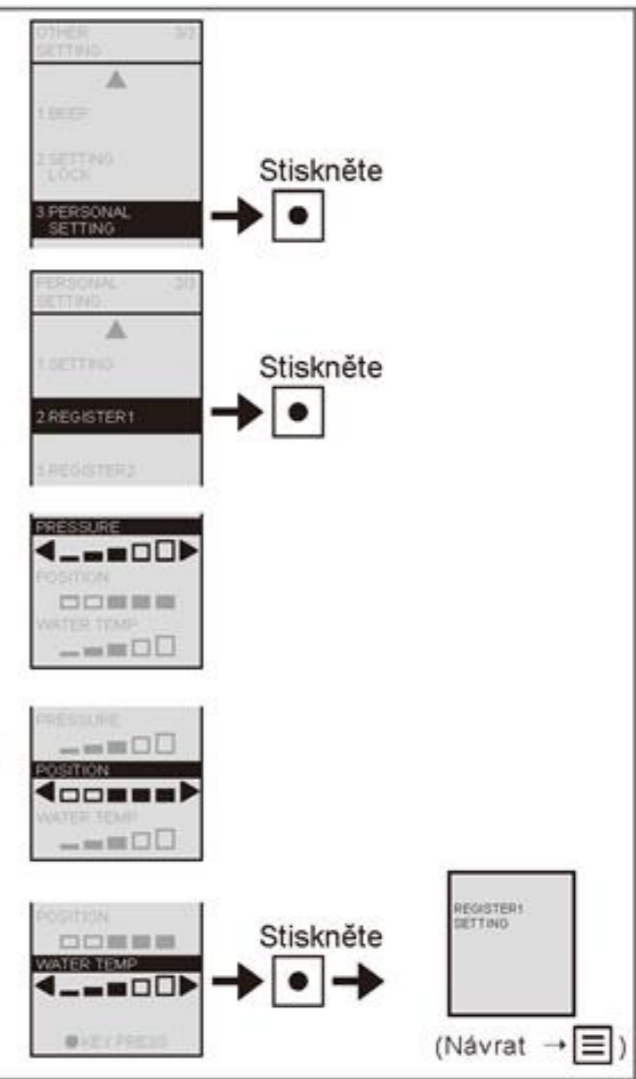 OTHER 3/3
SETTING
1 BEEP
2 SETTING
LOCK
3.PERSONAL
SETTING
Stiskněte
PERSONAL 2/3
SETTING
1 SETTING
2.REGISTER1
3 REGISTER2
Stiskněte
PRESSURE
POSITION
WATER TEMP
PRESSURE
POSITION
WATER TEMP
POSITION
WATER TEMP
KEY PRESS
Stiskněte
REGISTER1
SETTING
(Návrat → )